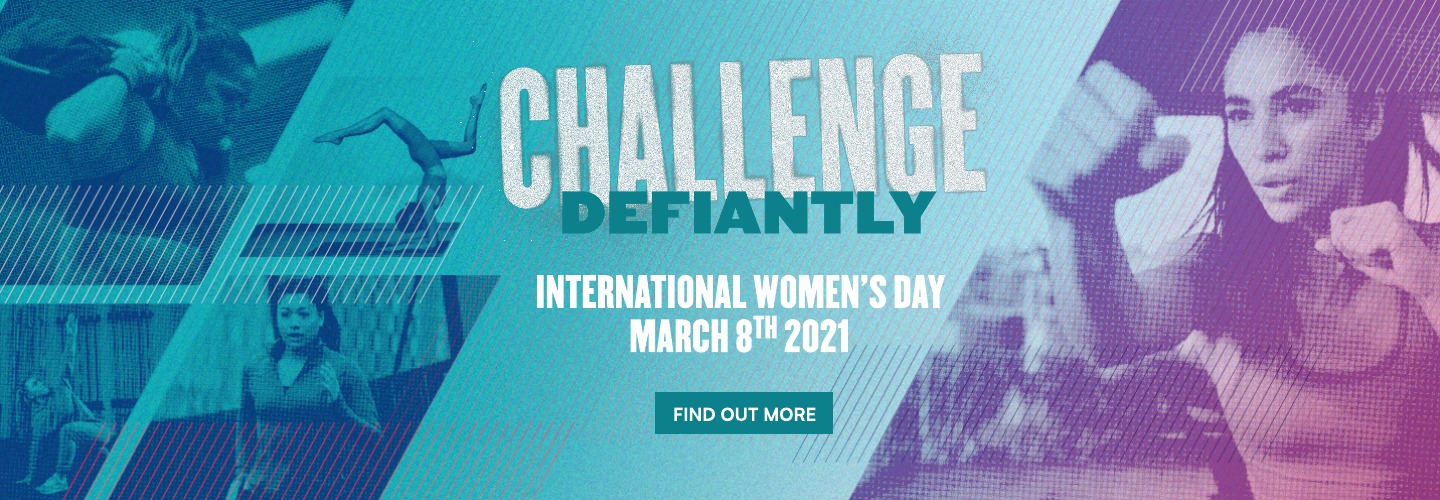 CHALLENGE
DEFIANTLY
INTERNATIONAL WOMEN'S DAY
MARCH 8TH 2021
FIND OUT MORE